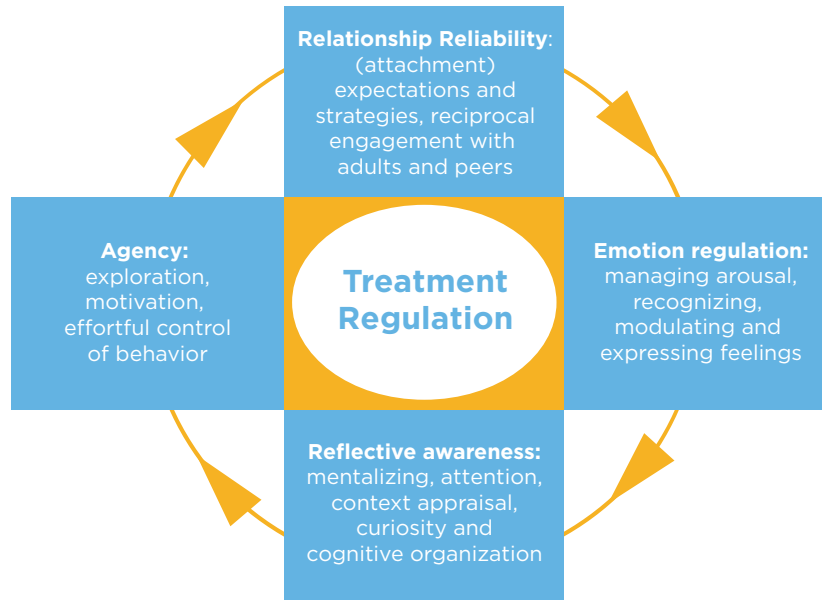 Relationship Reliability:
(attachment)
expectations and
strategies, reciprocal
engagement with
adults and peers
Agency:
exploration,
motivation,
effortful control
of behavior
Treatment
Regulation
Emotion regulation:
managing arousal,
recognizing,
modulating and
expressing feelings
Reflective awareness:
mentalizing, attention,
context appraisal,
curiosity and
cognitive organization